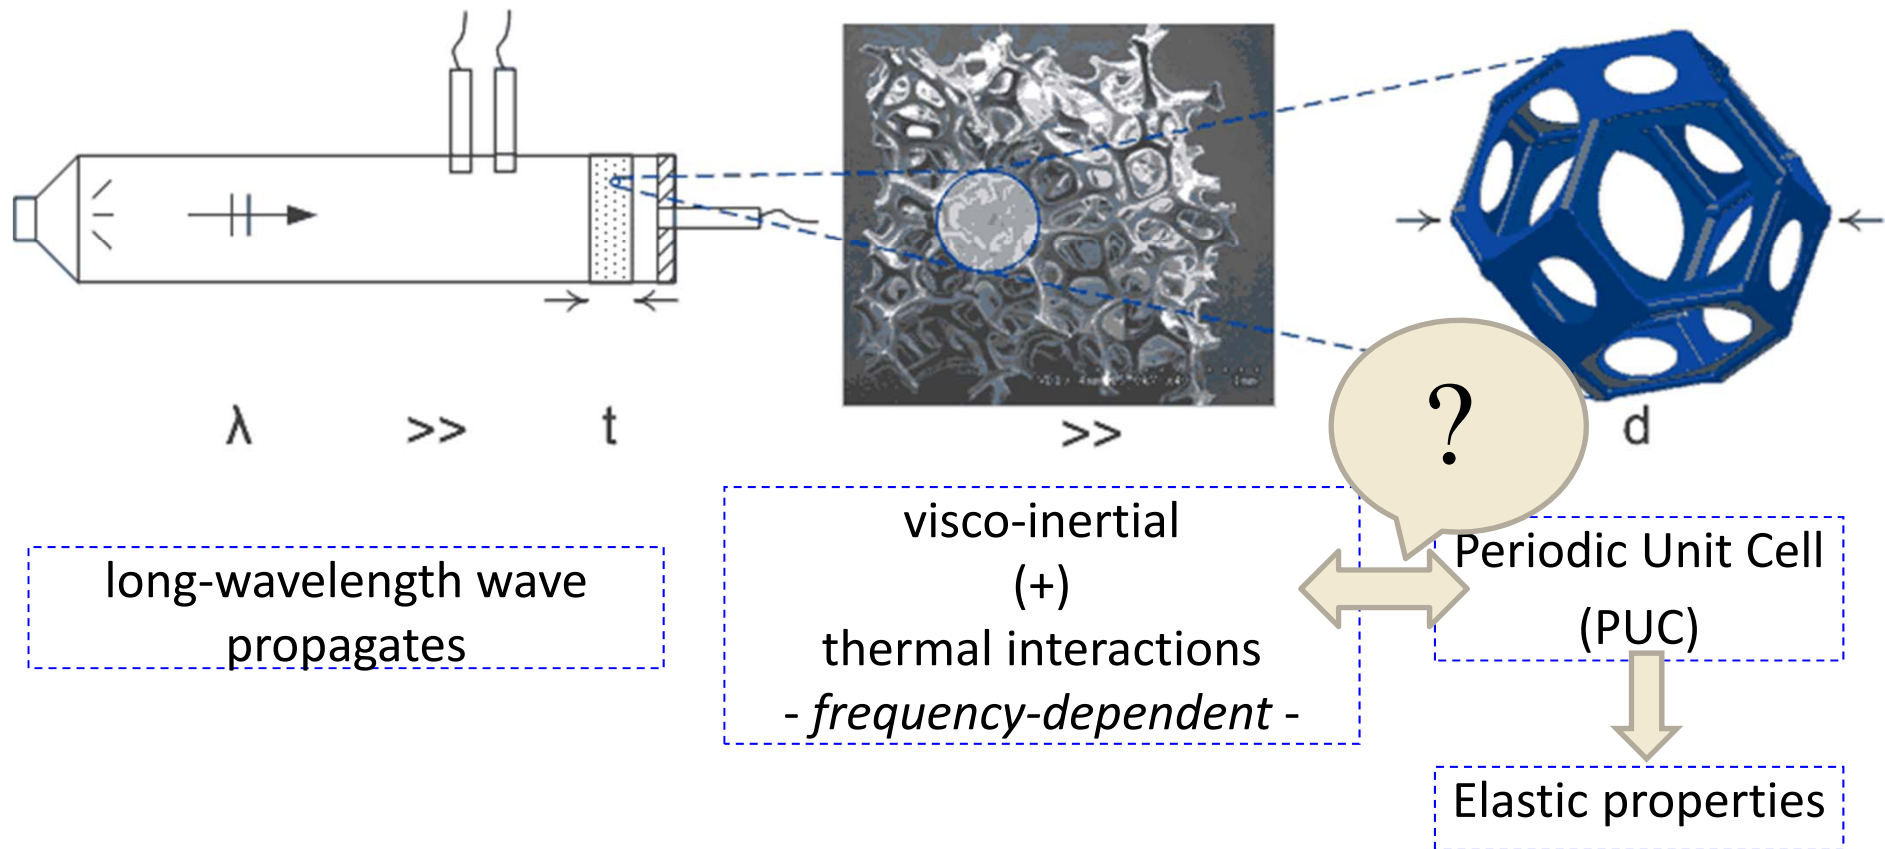 λ >> t >> d
?
long-wavelength wave
propagates
visco-inertial
(+)
thermal interactions
- frequency-dependent -
Periodic Unit Cell
(PUC)
Elastic properties